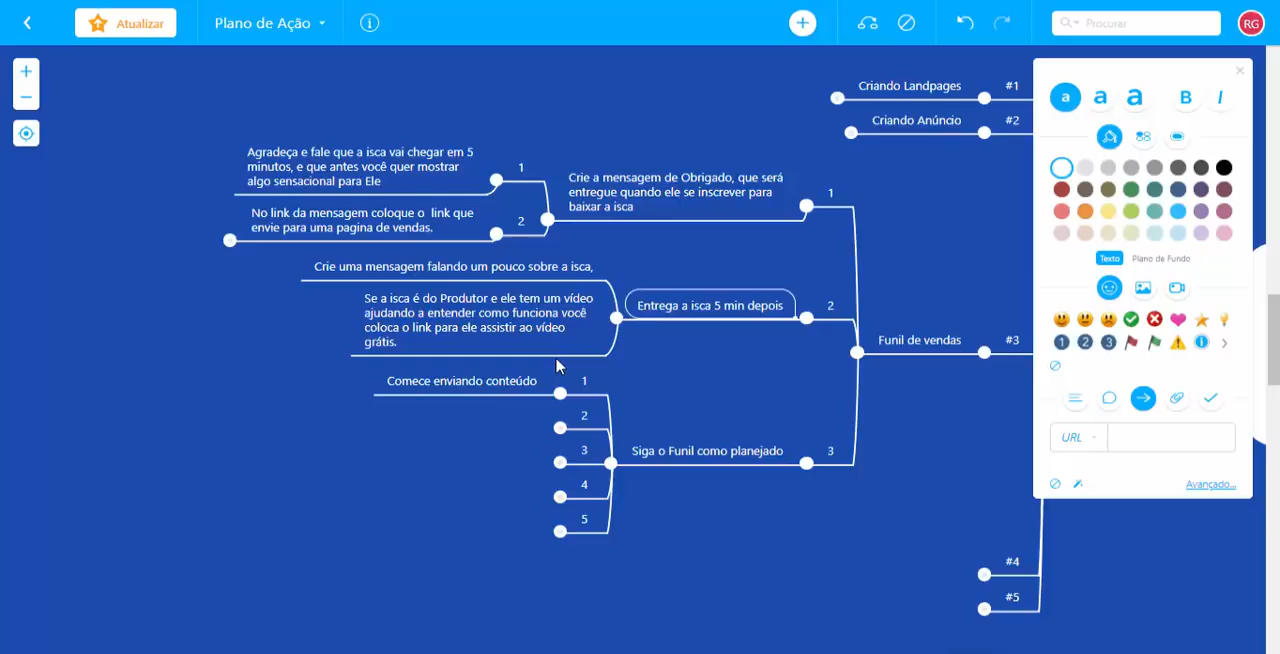 Atualizar
Plano de Ação
Procurar
RG
Criando Landpages
#1
Criando Anúncio
#2
Agradeça e fale que a isca vai chegar em 5
minutos, e que antes você quer mostrar
algo sensacional para Ele
1
No link da mensagem coloque o  link que
envie para uma pagina de vendas.
2
Crie a mensagem de Obrigado, que será
entregue quando ele se inscrever para
baixar a isca
1
Crie uma mensagem falando um pouco sobre a isca,
Se a isca é do Produtor e ele tem um vídeo
ajudando a entender como funciona você
coloca o link para ele assistir ao vídeo
grátis.
Entrega a isca 5 min depois
2
Funil de vendas
#3
Comece enviando conteúdo
1
2
3
4
5
Siga o Funil como planejado
3
#4
#5
a a a B I
Texto
Plano de Fundo
1 2 3
URL
Avançado...